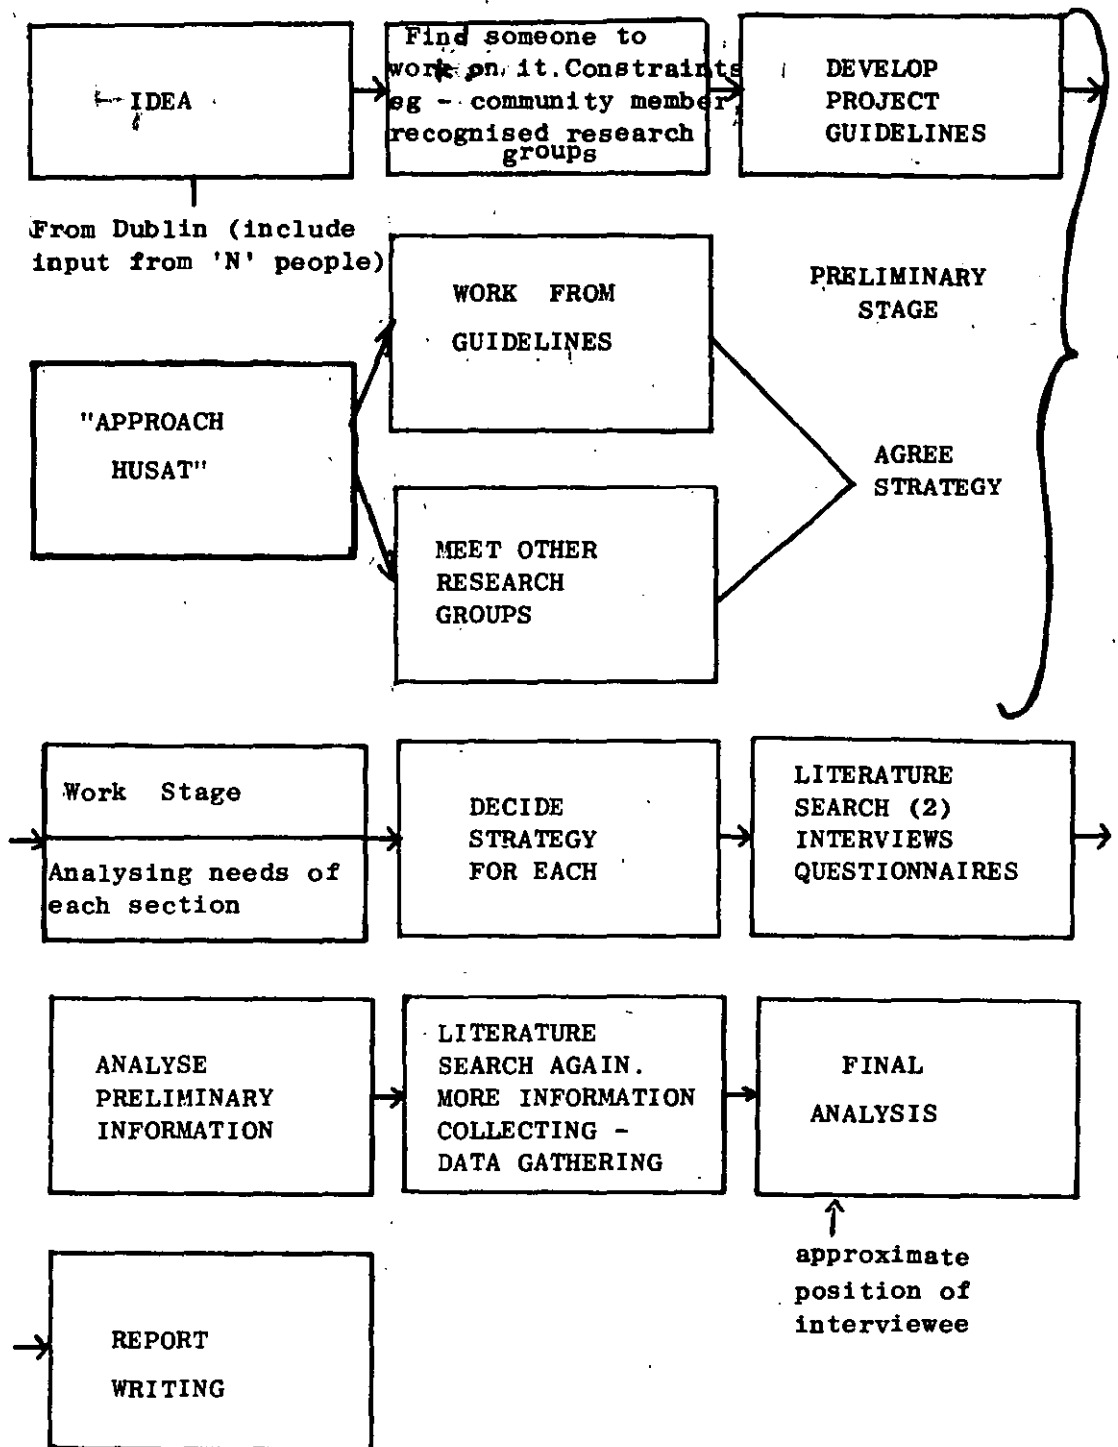 IDEA
Find someone to
work on it. Constraints
eg - community member
recognised research
groups
DEVELOP
PROJECT
GUIDELINES
From Dublin (include
input from 'N' people)
WORK FROM
GUIDELINES
PRELIMINARY
STAGE
"APPROACH
HUSAT"
AGREE
STRATEGY
MEET OTHER
RESEARCH
GROUPS
Work Stage
Analysing needs of
each section
DECIDE
STRATEGY
FOR EACH
LITERATURE
SEARCH (2)
INTERVIEWS
QUESTIONNAIRES
ANALYSE
PRELIMINARY
INFORMATION
LITERATURE
SEARCH AGAIN.
MORE INFORMATION
COLLECTING -
DATA GATHERING
FINAL
ANALYSIS
approximate
position of
interviewee
REPORT
WRITING